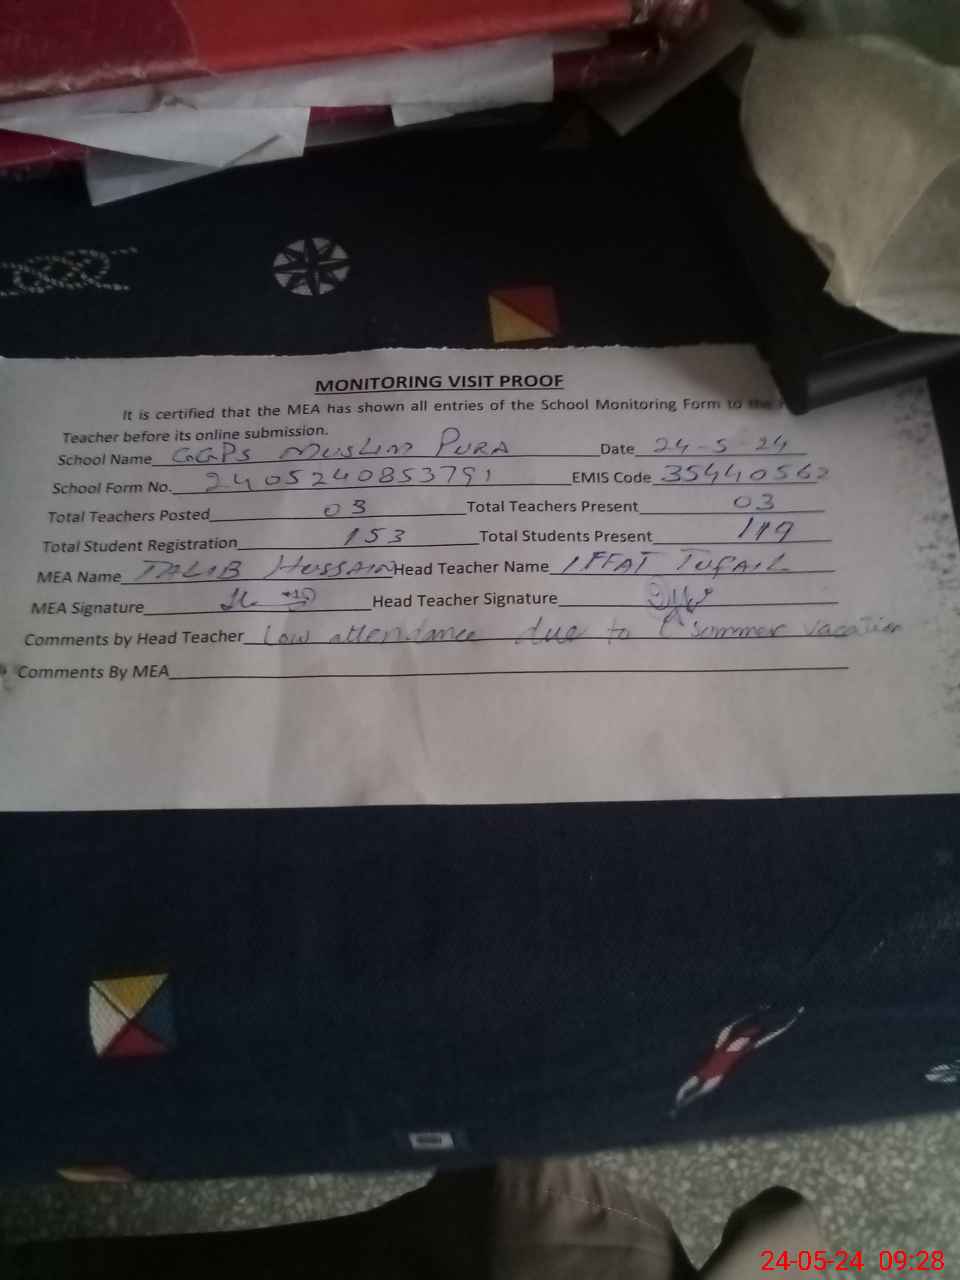 MONITORING VISIT PROOF
It is certified that the MEA has shown all entries of the School Monitoring Form to the
Teacher before its online submission.
School Name GGPS MUSLIM PURA Date 24-5-24
School Form No. 2405240853791 EMIS Code 35440562
Total Teachers Posted 03 Total Teachers Present 03
Total Student Registration 153 Total Students Present 119
MEA Name TALIB HUSSAIN Head Teacher Name IFFAT TUFAIL
MEA Signature Head Teacher Signature
Comments by Head Teacher Low attendance due to summer vacation
Comments By MEA
24-05-24 09:28